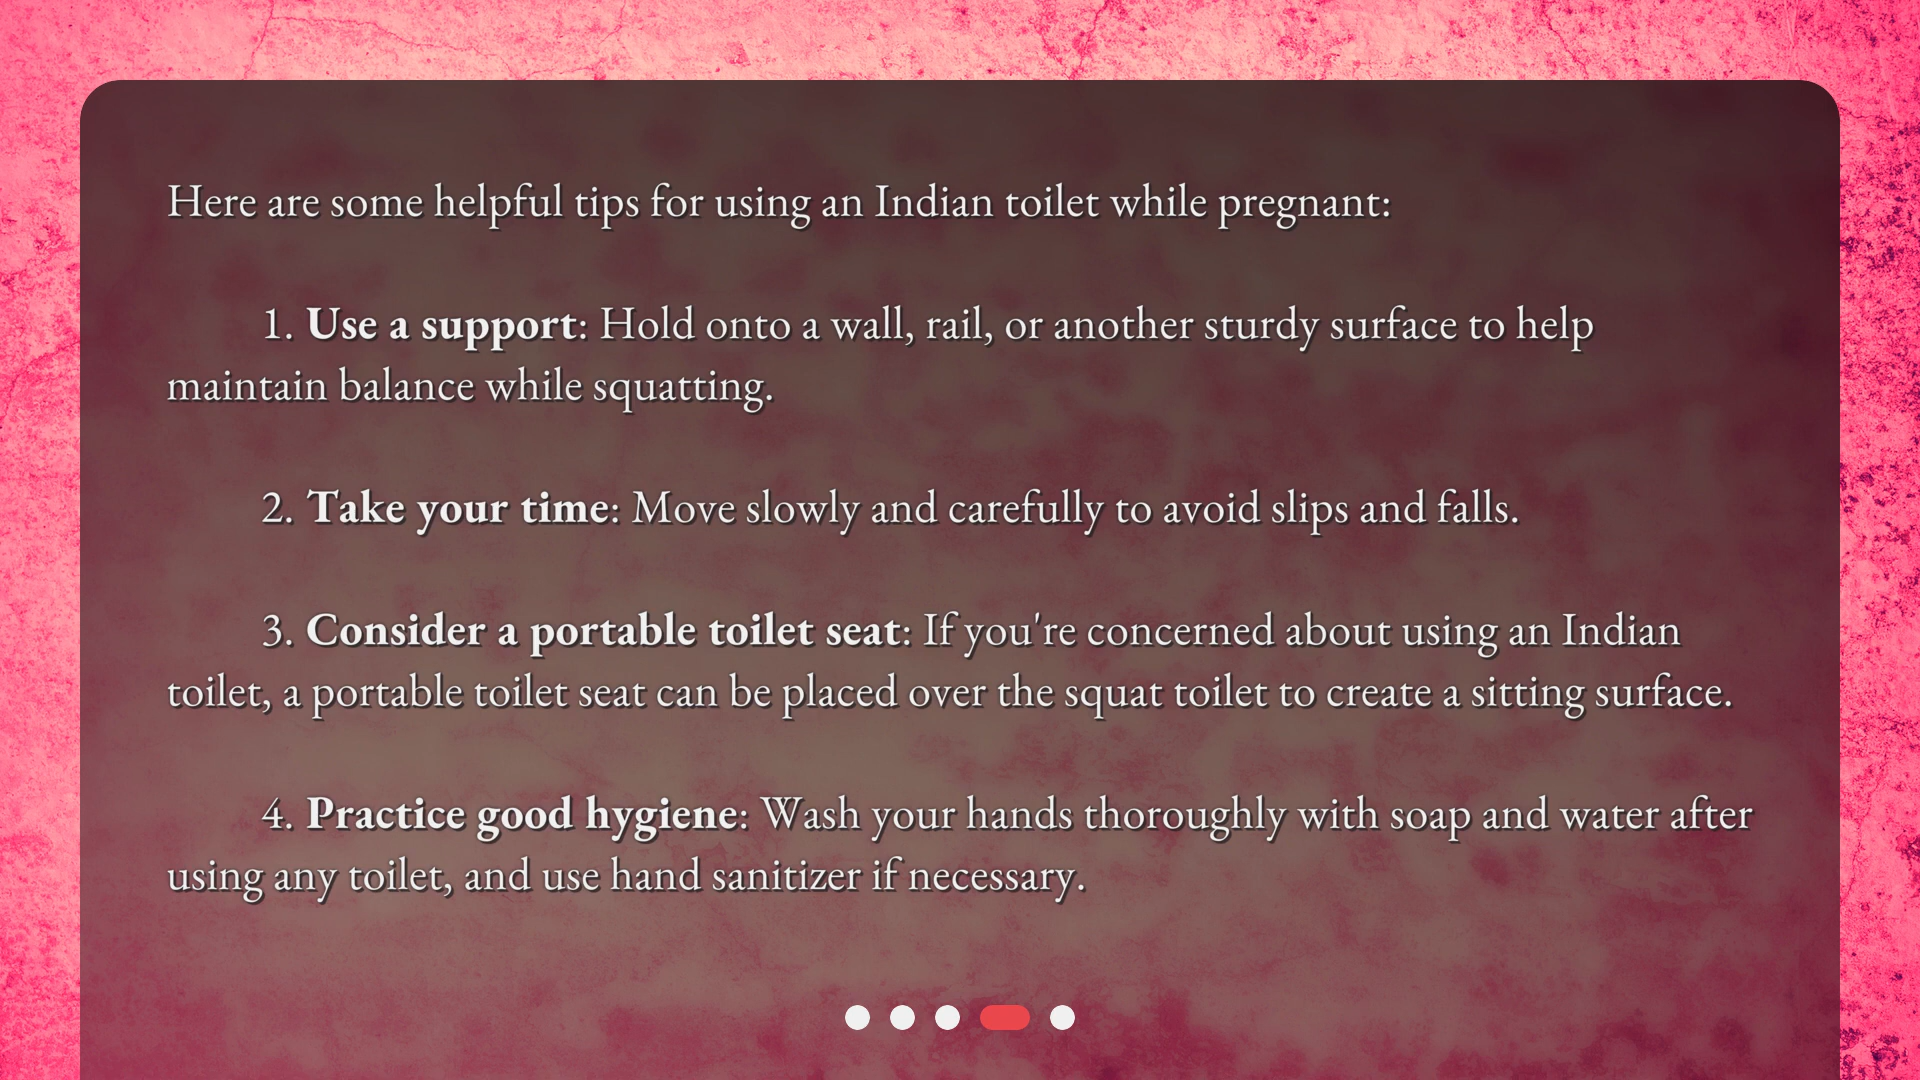 Here are some helpful tips for using an Indian toilet while pregnant:
1. Use a support: Hold onto a wall, rail, or another sturdy surface to help
maintain balance while squatting.
2. Take your time: Move slowly and carefully to avoid slips and falls.
3. Consider a portable toilet seat: If you're concerned about using an Indian
toilet, a portable toilet seat can be placed over the squat toilet to create a sitting surface.
4. Practice good hygiene: Wash your hands thoroughly with soap and water after
using any toilet, and use hand sanitizer if necessary.